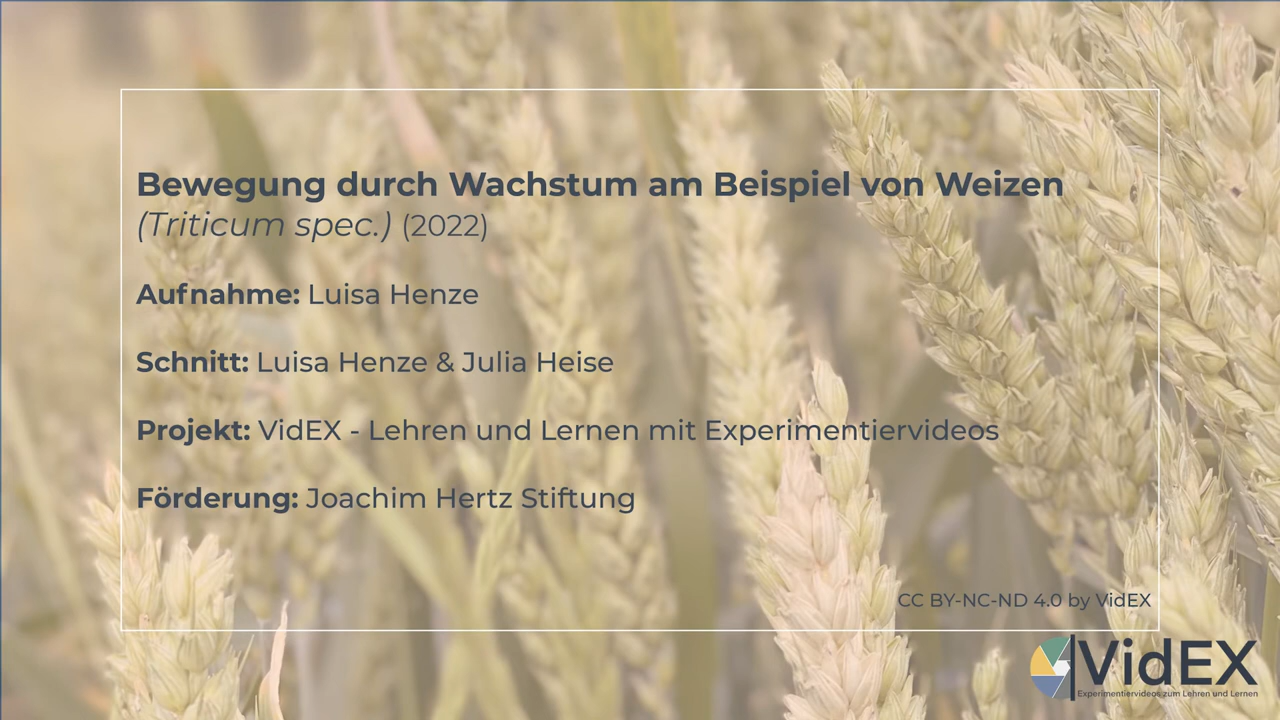 Bewegung durch Wachstum am Beispiel von Weizen
(Triticum spec.) (2022)
Aufnahme: Luisa Henze
Schnitt: Luisa Henze & Julia Heise
Projekt: VidEX - Lehren und Lernen mit Experimentiervideos
Förderung: Joachim Hertz Stiftung
CC BY-NC-ND 4.0 by VidEX
VidEX
Experimentiervideos zum Lehren und Lernen